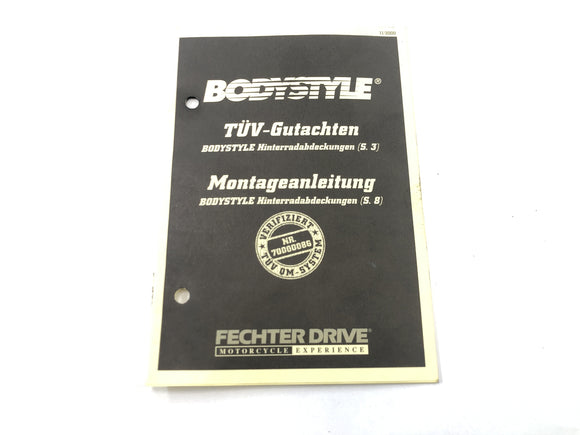 BODYSTYLE®
TÜV-Gutachten
BODYSTYLE Hinterradabdeckungen (S. 3)
Montageanleitung
BODYSTYLE Hinterradabdeckungen (S. 8)
VERIFIZIERT
NR.
70000086
TÜV QM-SYSTEM
FECHTER DRIVE®
MOTORCYCLE EXPERIENCE